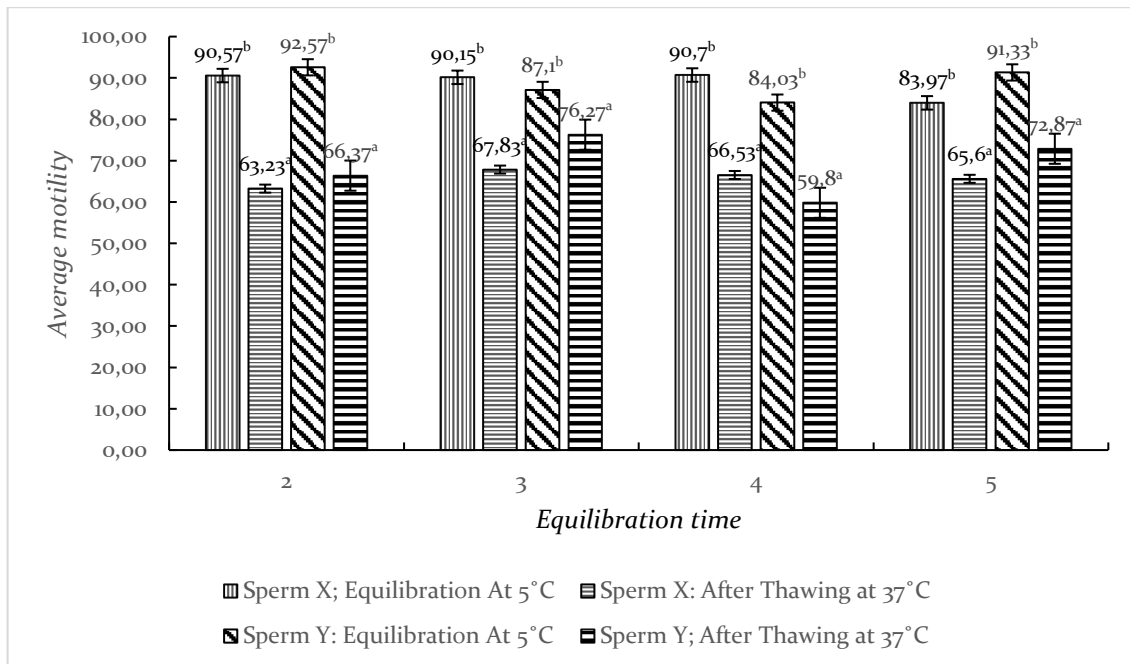 Average motility
100,00
90,00
80,00
70,00
60,00
50,00
40,00
30,00
20,00
10,00
0,00
90,57ᵇ
63,23ᵃ
92,57ᵇ
66,37ᵃ
90,15ᵇ
67,83ᵃ
87,1ᵇ
76,27ᵃ
90,7ᵇ
66,53ᵃ
84,03ᵇ
59,8ᵃ
83,97ᵇ
65,6ᵃ
91,33ᵇ
72,87ᵃ
2 3 4 5
Equilibration time
Sperm X; Equilibration At 5°C Sperm X: After Thawing at 37°C
Sperm Y: Equilibration At 5°C Sperm Y; After Thawing at 37°C